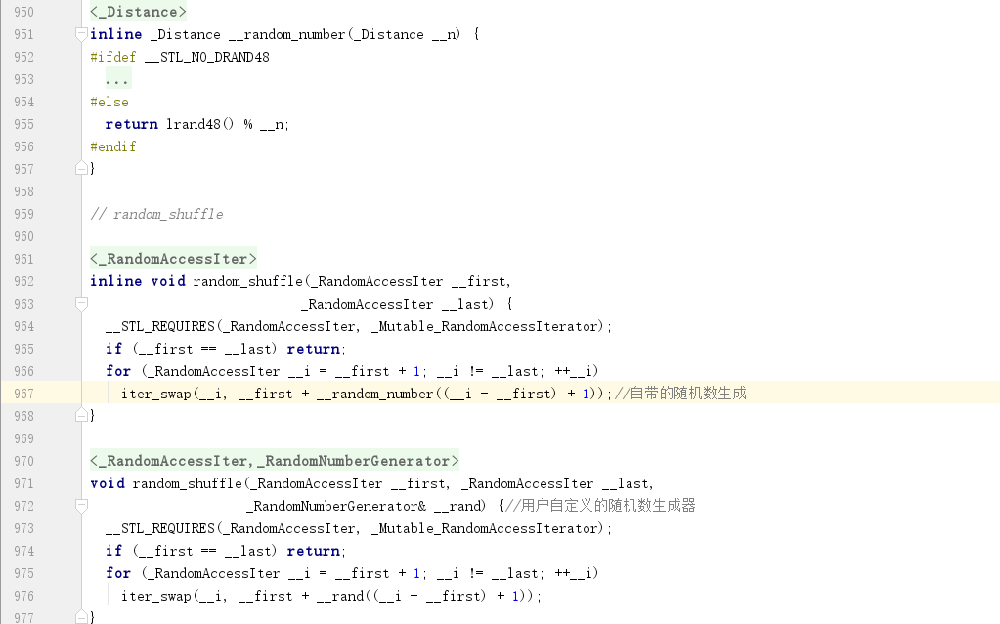 950 <_Distance>
951 inline _Distance __random_number(_Distance __n) {
952 #ifdef __STL_NO_DRAND48
953   ...
954 #else
955   return lrand48() % __n;
956 #endif
957 }
958
959 // random_shuffle
960
961 <_RandomAccessIter>
962 inline void random_shuffle(_RandomAccessIter __first,
963                            _RandomAccessIter __last) {
964   __STL_REQUIRES(_RandomAccessIter, _Mutable_RandomAccessIterator);
965   if (__first == __last) return;
966   for (_RandomAccessIter __i = __first + 1; __i != __last; ++__i)
967     iter_swap(__i, __first + __random_number((__i - __first) + 1));//自带的随机数生成
968 }
969
970 <_RandomAccessIter,_RandomNumberGenerator>
971 void random_shuffle(_RandomAccessIter __first, _RandomAccessIter __last,
972                     _RandomNumberGenerator& __rand) {//用户自定义的随机数生成器
973   __STL_REQUIRES(_RandomAccessIter, _Mutable_RandomAccessIterator);
974   if (__first == __last) return;
975   for (_RandomAccessIter __i = __first + 1; __i != __last; ++__i)
976     iter_swap(__i, __first + __rand((__i - __first) + 1));
977 }